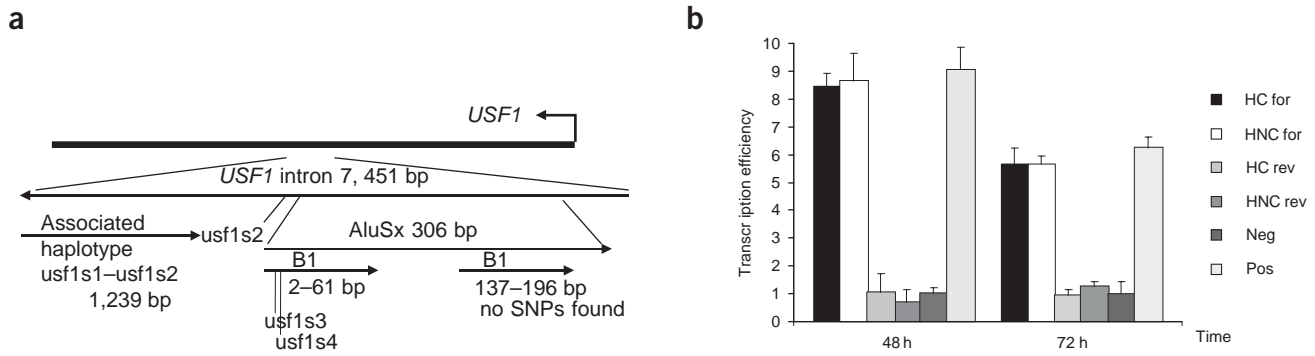 a
USF1
USF1 intron 7, 451 bp
Associated
haplotype
usf1s1–usf1s2
1,239 bp
usf1s2
AluSx 306 bp
B1
2–61 bp
usf1s3
usf1s4
B1
137–196 bp
no SNPs found
b
Transcr iption efficiency
10
9
8
7
6
5
4
3
2
1
0
48 h
72 h
Time
HC for
HNC for
HC rev
HNC rev
Neg
Pos